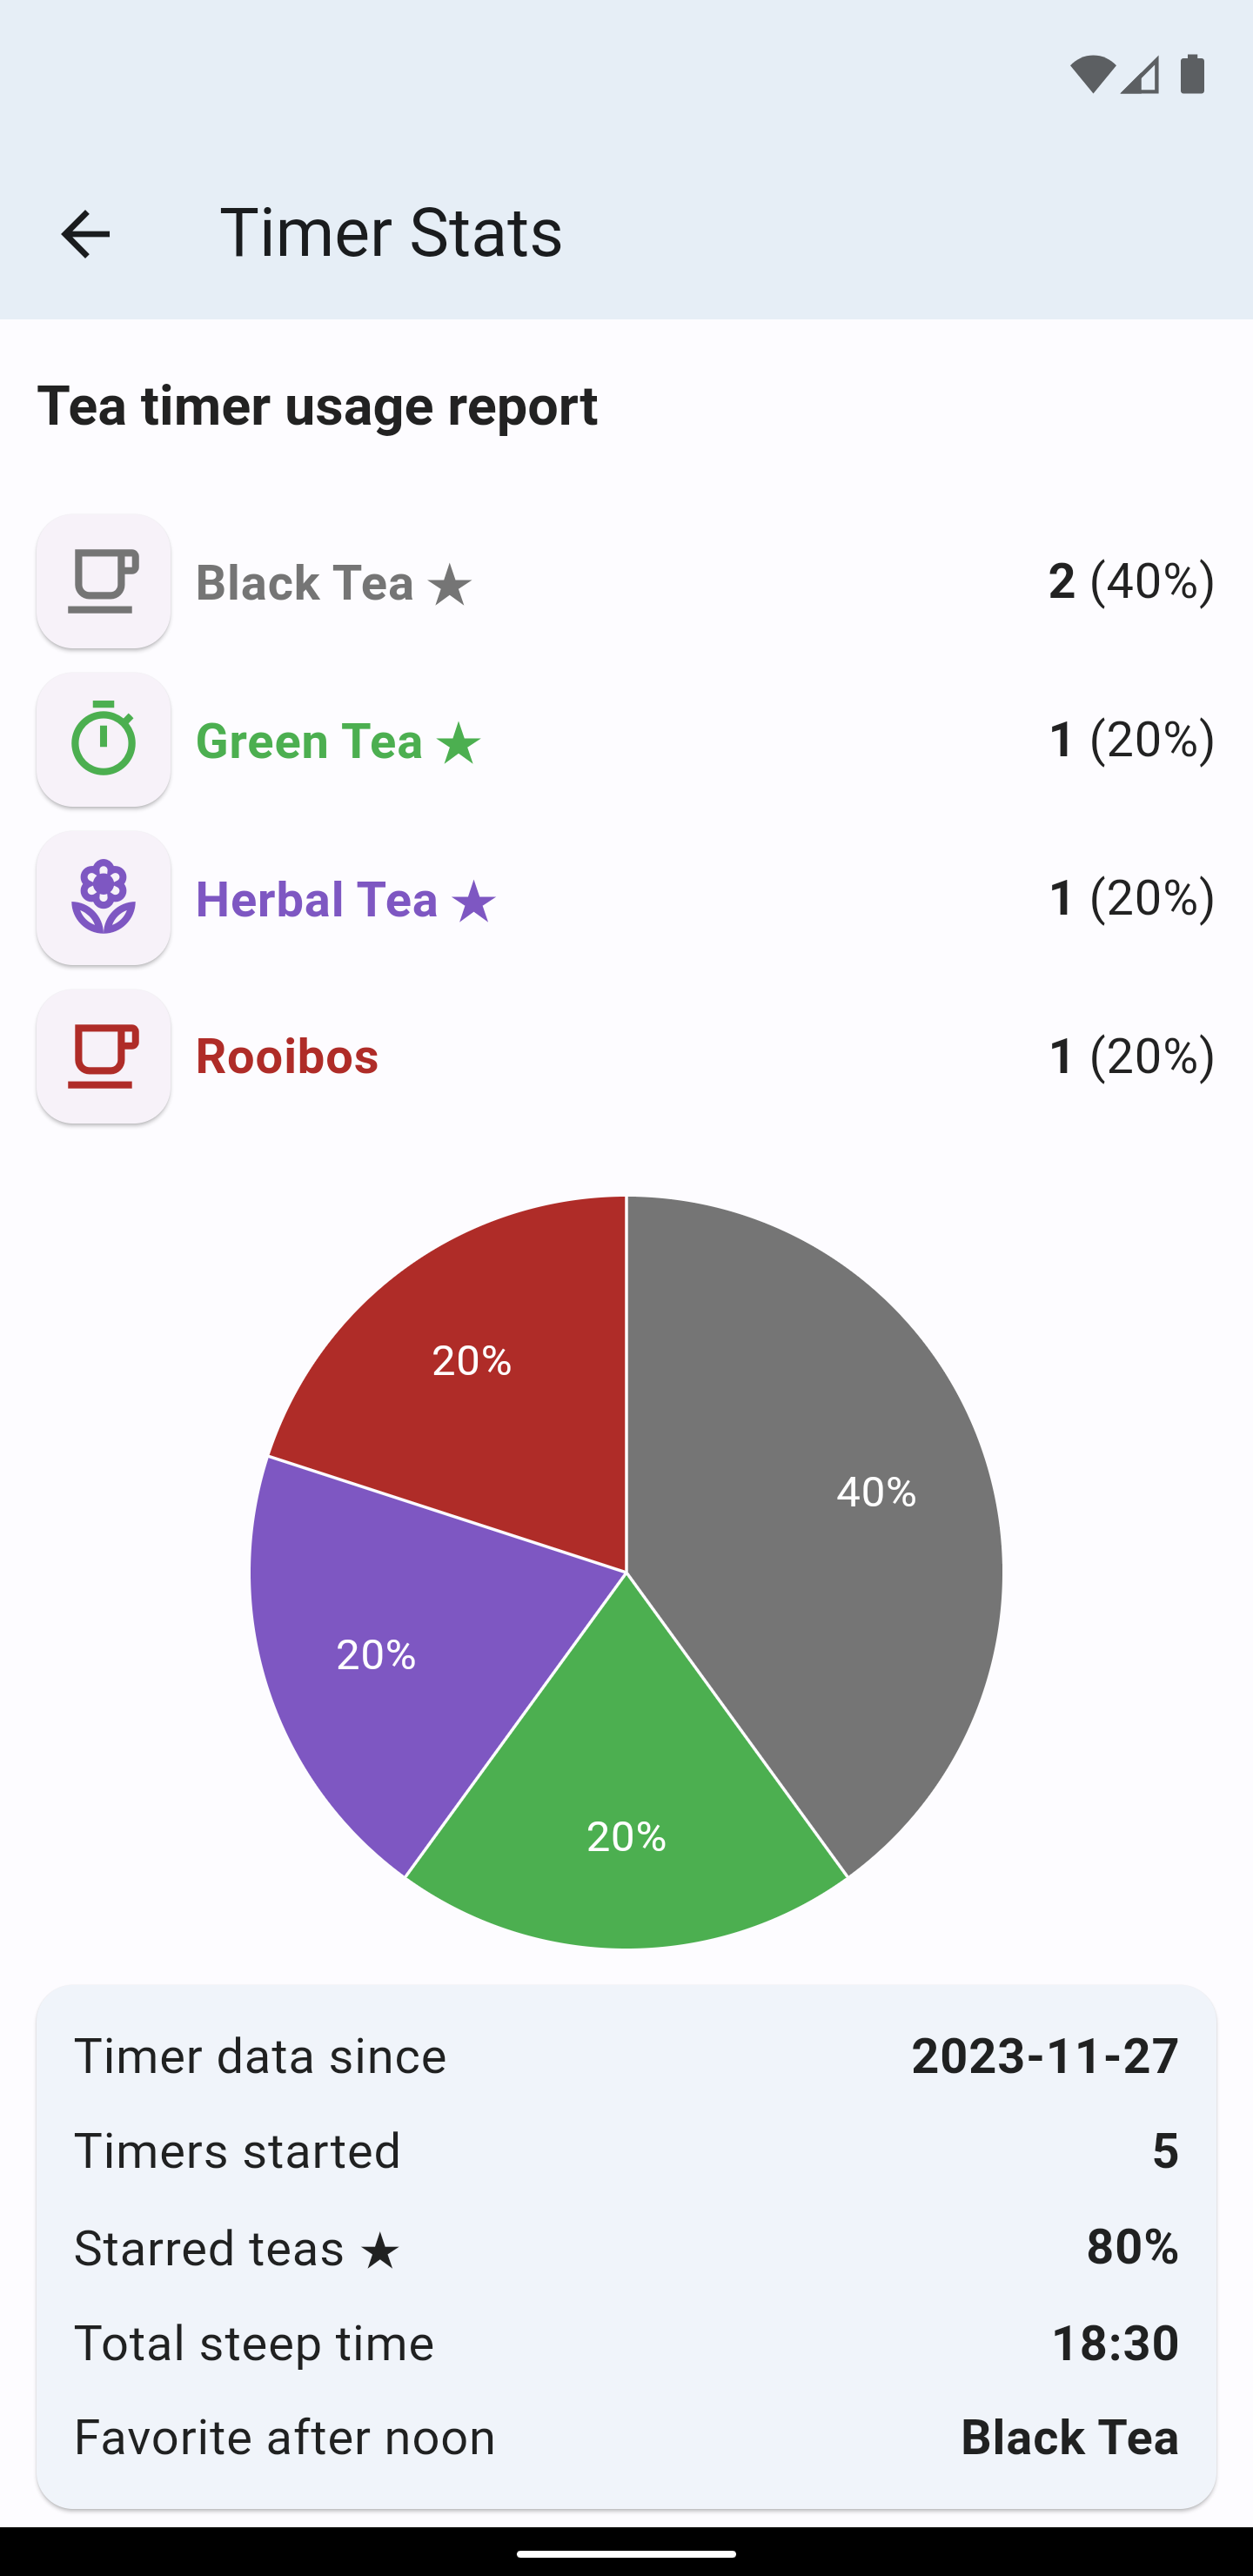 Timer Stats
Tea timer usage report
Black Tea ★ 2 (40%)
Green Tea ★ 1 (20%)
Herbal Tea ★ 1 (20%)
Rooibos 1 (20%)
20%
40%
20%
20%
Timer data since 2023-11-27
Timers started 5
Starred teas ★ 80%
Total steep time 18:30
Favorite after noon Black Tea